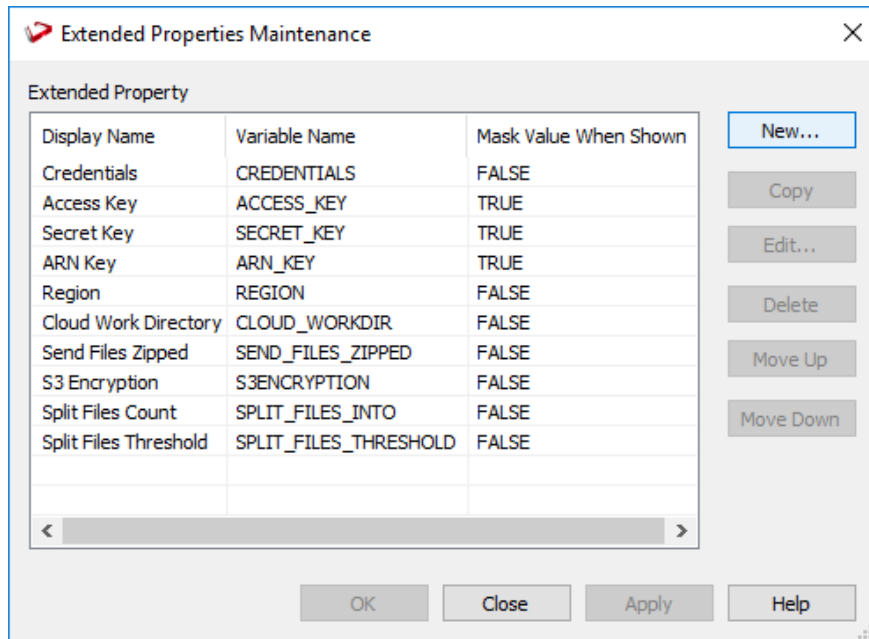 Extended Properties Maintenance
Extended Property
Display Name Variable Name Mask Value When Shown
Credentials CREDENTIALS FALSE
Access Key ACCESS_KEY TRUE
Secret Key SECRET_KEY TRUE
ARN Key ARN_KEY TRUE
Region REGION FALSE
Cloud Work Directory CLOUD_WORKDIR FALSE
Send Files Zipped SEND_FILES_ZIPPED FALSE
S3 Encryption S3ENCRYPTION FALSE
Split Files Count SPLIT_FILES_INTO FALSE
Split Files Threshold SPLIT_FILES_THRESHOLD FALSE
New...
Copy
Edit...
Delete
Move Up
Move Down
OK Close Apply Help